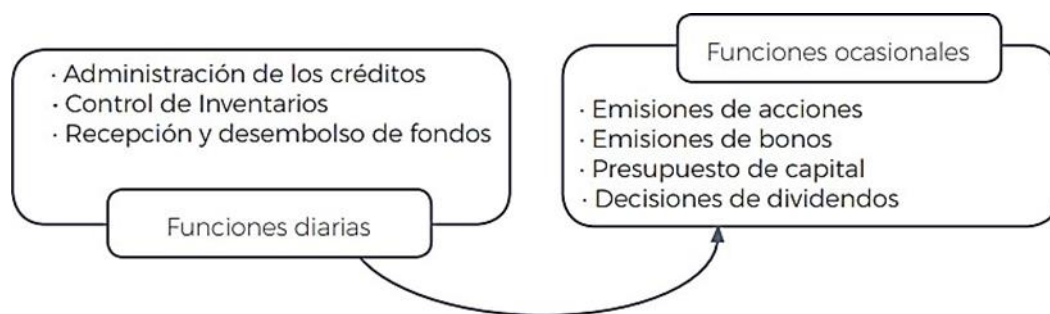 · Administración de los créditos
· Control de Inventarios
· Recepción y desembolso de fondos
Funciones diarias
Funciones ocasionales
· Emisiones de acciones
· Emisiones de bonos
· Presupuesto de capital
· Decisiones de dividendos